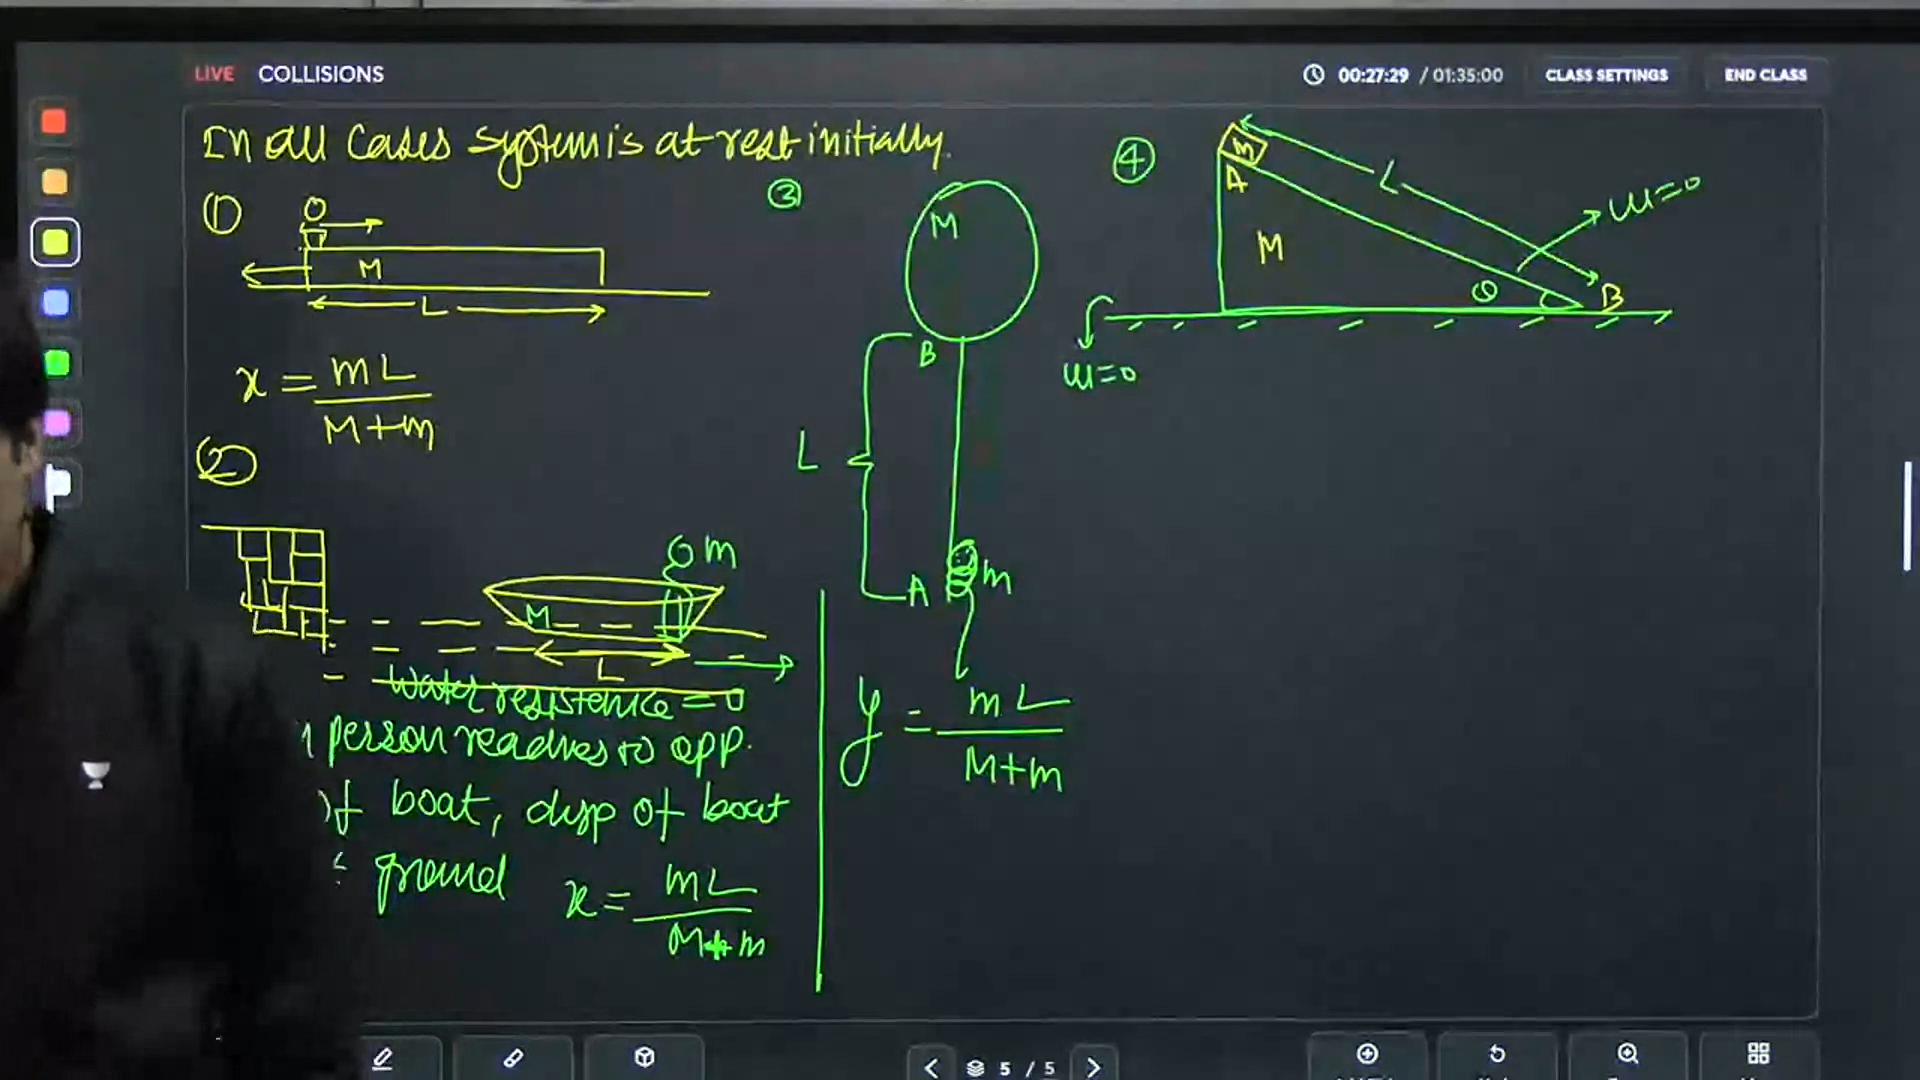 LIVE COLLISIONS
00:27:29 / 01:35:00 CLASS SETTINGS END CLASS
In all cases system is at rest initially.
①
M
L
x = mL / M+m
②
m
M
L
Water resistence = 0
person reaches to opp.
of boat, disp of boat
ground x = mL / M+m
③
M
B
L
A m
y = mL / M+m
④
m
A
L
M
θ
B
μ=0
μ=0
5 / 5